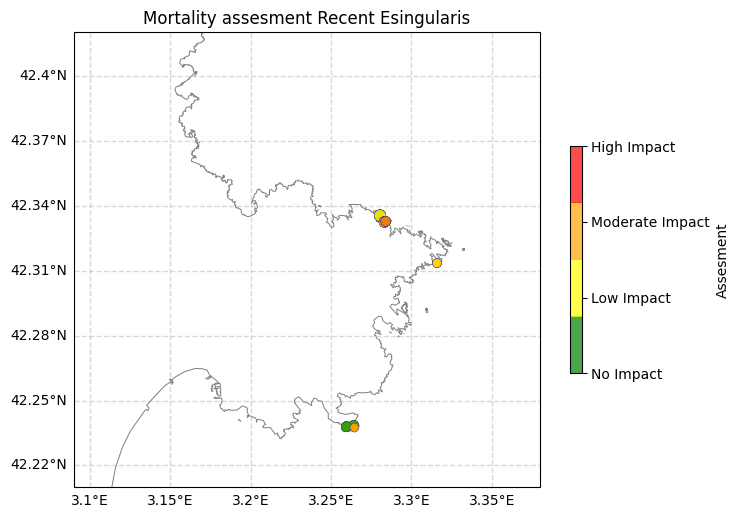 Mortality assesment Recent Esingularis
42.4°N
42.37°N
42.34°N
42.31°N
42.28°N
42.25°N
42.22°N
3.1°E
3.15°E
3.2°E
3.25°E
3.3°E
3.35°E
High Impact
Moderate Impact
Low Impact
No Impact
Assesment